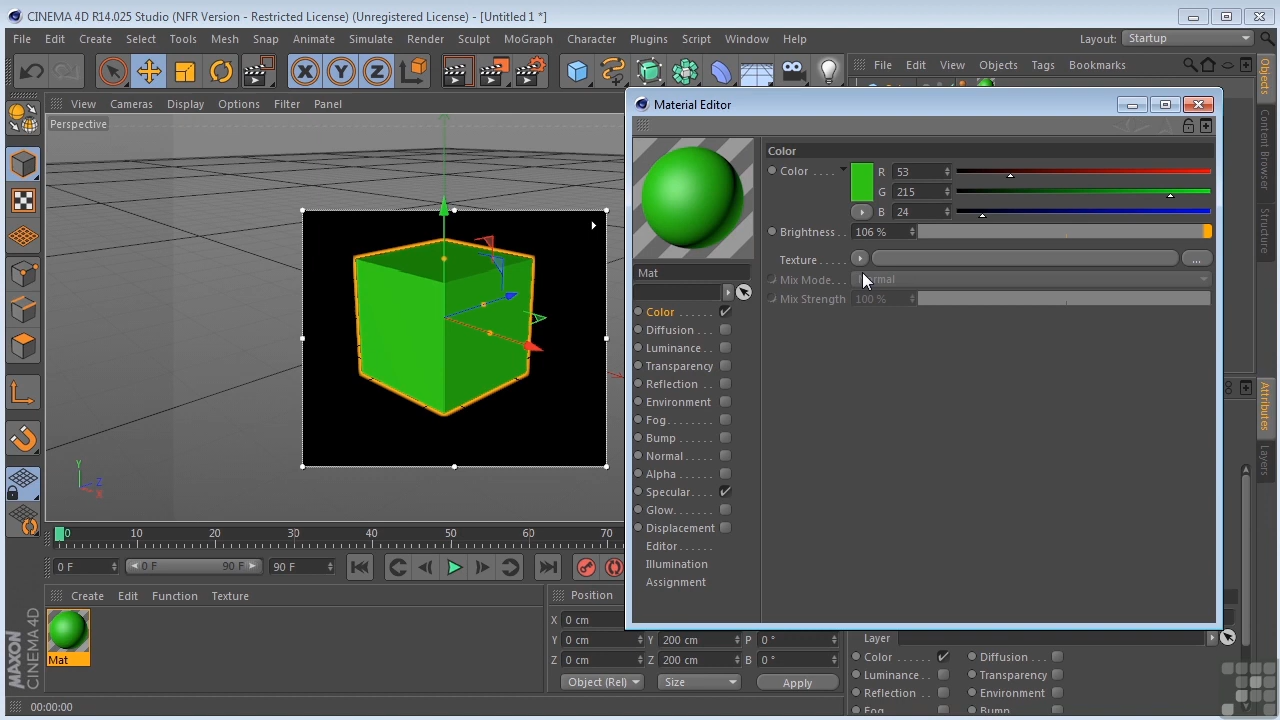 CINEMA 4D R14.025 Studio (NFR Version - Restricted License) (Unregistered License) - [Untitled 1 *]
File Edit Create Select Tools Mesh Snap Animate Simulate Render Sculpt MoGraph Character Plugins Script Window Help Layout: Startup
X Y Z
File Edit View Objects Tags Bookmarks
View Cameras Display Options Filter Panel
Perspective
Y
Z
X
Material Editor
Mat
Color
Color . . . . R 53
G 215
B 24
Brightness . . 106 %
Texture . . . . . ...
Mix Mode. . .
Mix Strength 100 %
Color . . . . . .
Diffusion . . . .
Luminance . .
Transparency
Reflection . .
Environment
Fog. . . . . . . .
Bump . . . . . .
Normal . . . . .
Alpha . . . . . .
Specular. . . .
Glow. . . . . . .
Displacement
Editor . . . . . .
Illumination
Assignment
Objects
Content Browser
Structure
Attributes
Layers
0 10 20 30 40 50 60 70
0 F 0 F 90 F 90 F
Create Edit Function Texture
Mat
Position
X 0 cm
Y 0 cm Y 200 cm P 0 °
Z 0 cm Z 200 cm B 0 °
Object (Rel) Size Apply
Layer
Color . . . . . . Diffusion . . .
Luminance . . Transparency
Reflection . . Environment
Fog Bump
MAXON
CINEMA 4D
00:00:00